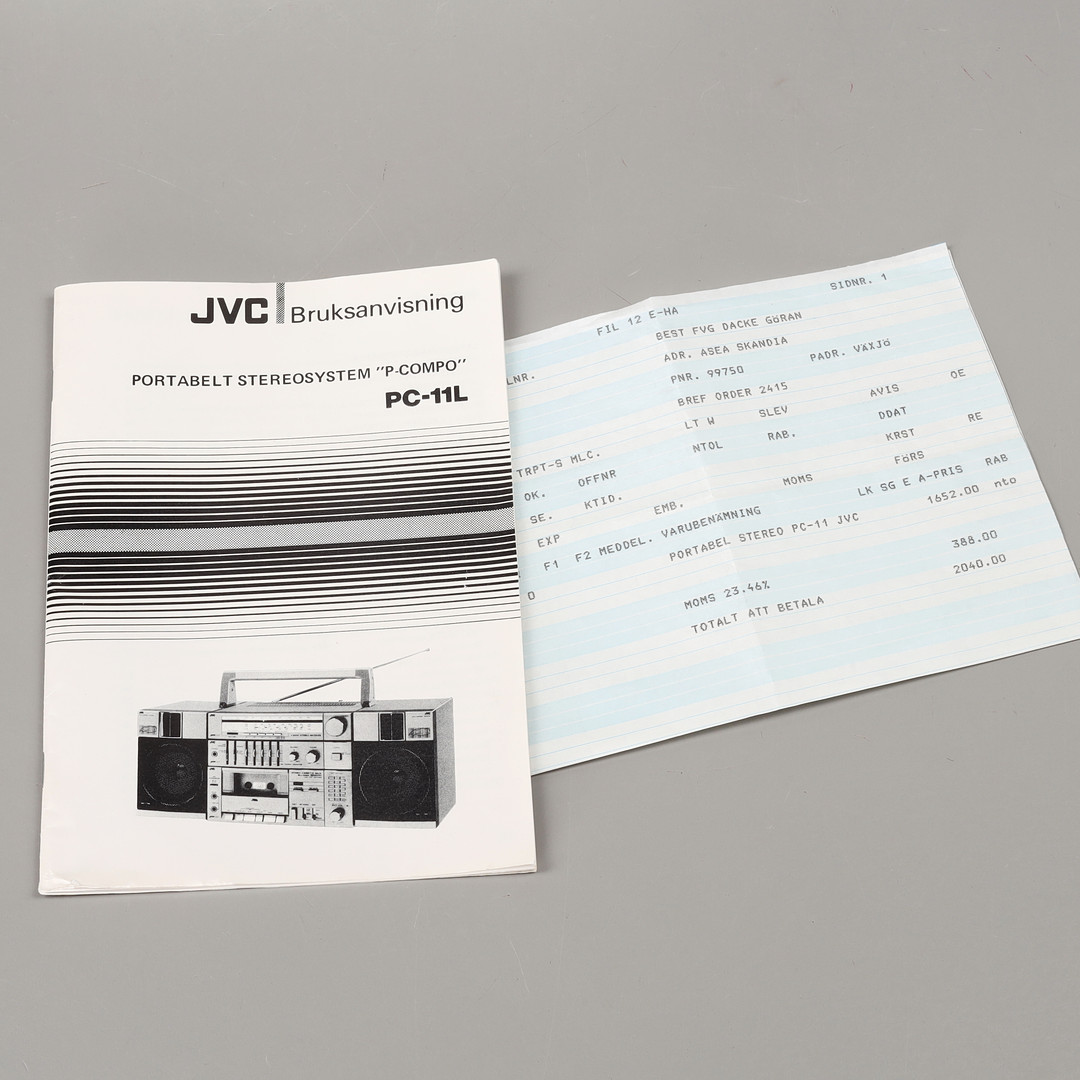 JVC Bruksanvisning
PORTABELT STEREOSYSTEM "P-COMPO"
PC-11L
SIDNR. 1
FIL 12 E-HA
BEST FVG DACKE GöRAN
LNR. ADR. ASEA SKANDIA
PNR. 99750 PADR. VäXJö
BREF ORDER 2415
LT W SLEV AVIS OE
TRPT-S MLC. NTOL RAB. DDAT RE
OK. OFFNR KRST
SE. KTID. FöRS
EXP EMB. MOMS LK SG E A-PRIS RAB
F1 F2 MEDDEL. VARUBENäMNING 1652.00 nto
O PORTABEL STEREO PC-11 JVC
388.00
MOMS 23.46% 2040.00
TOTALT ATT BETALA